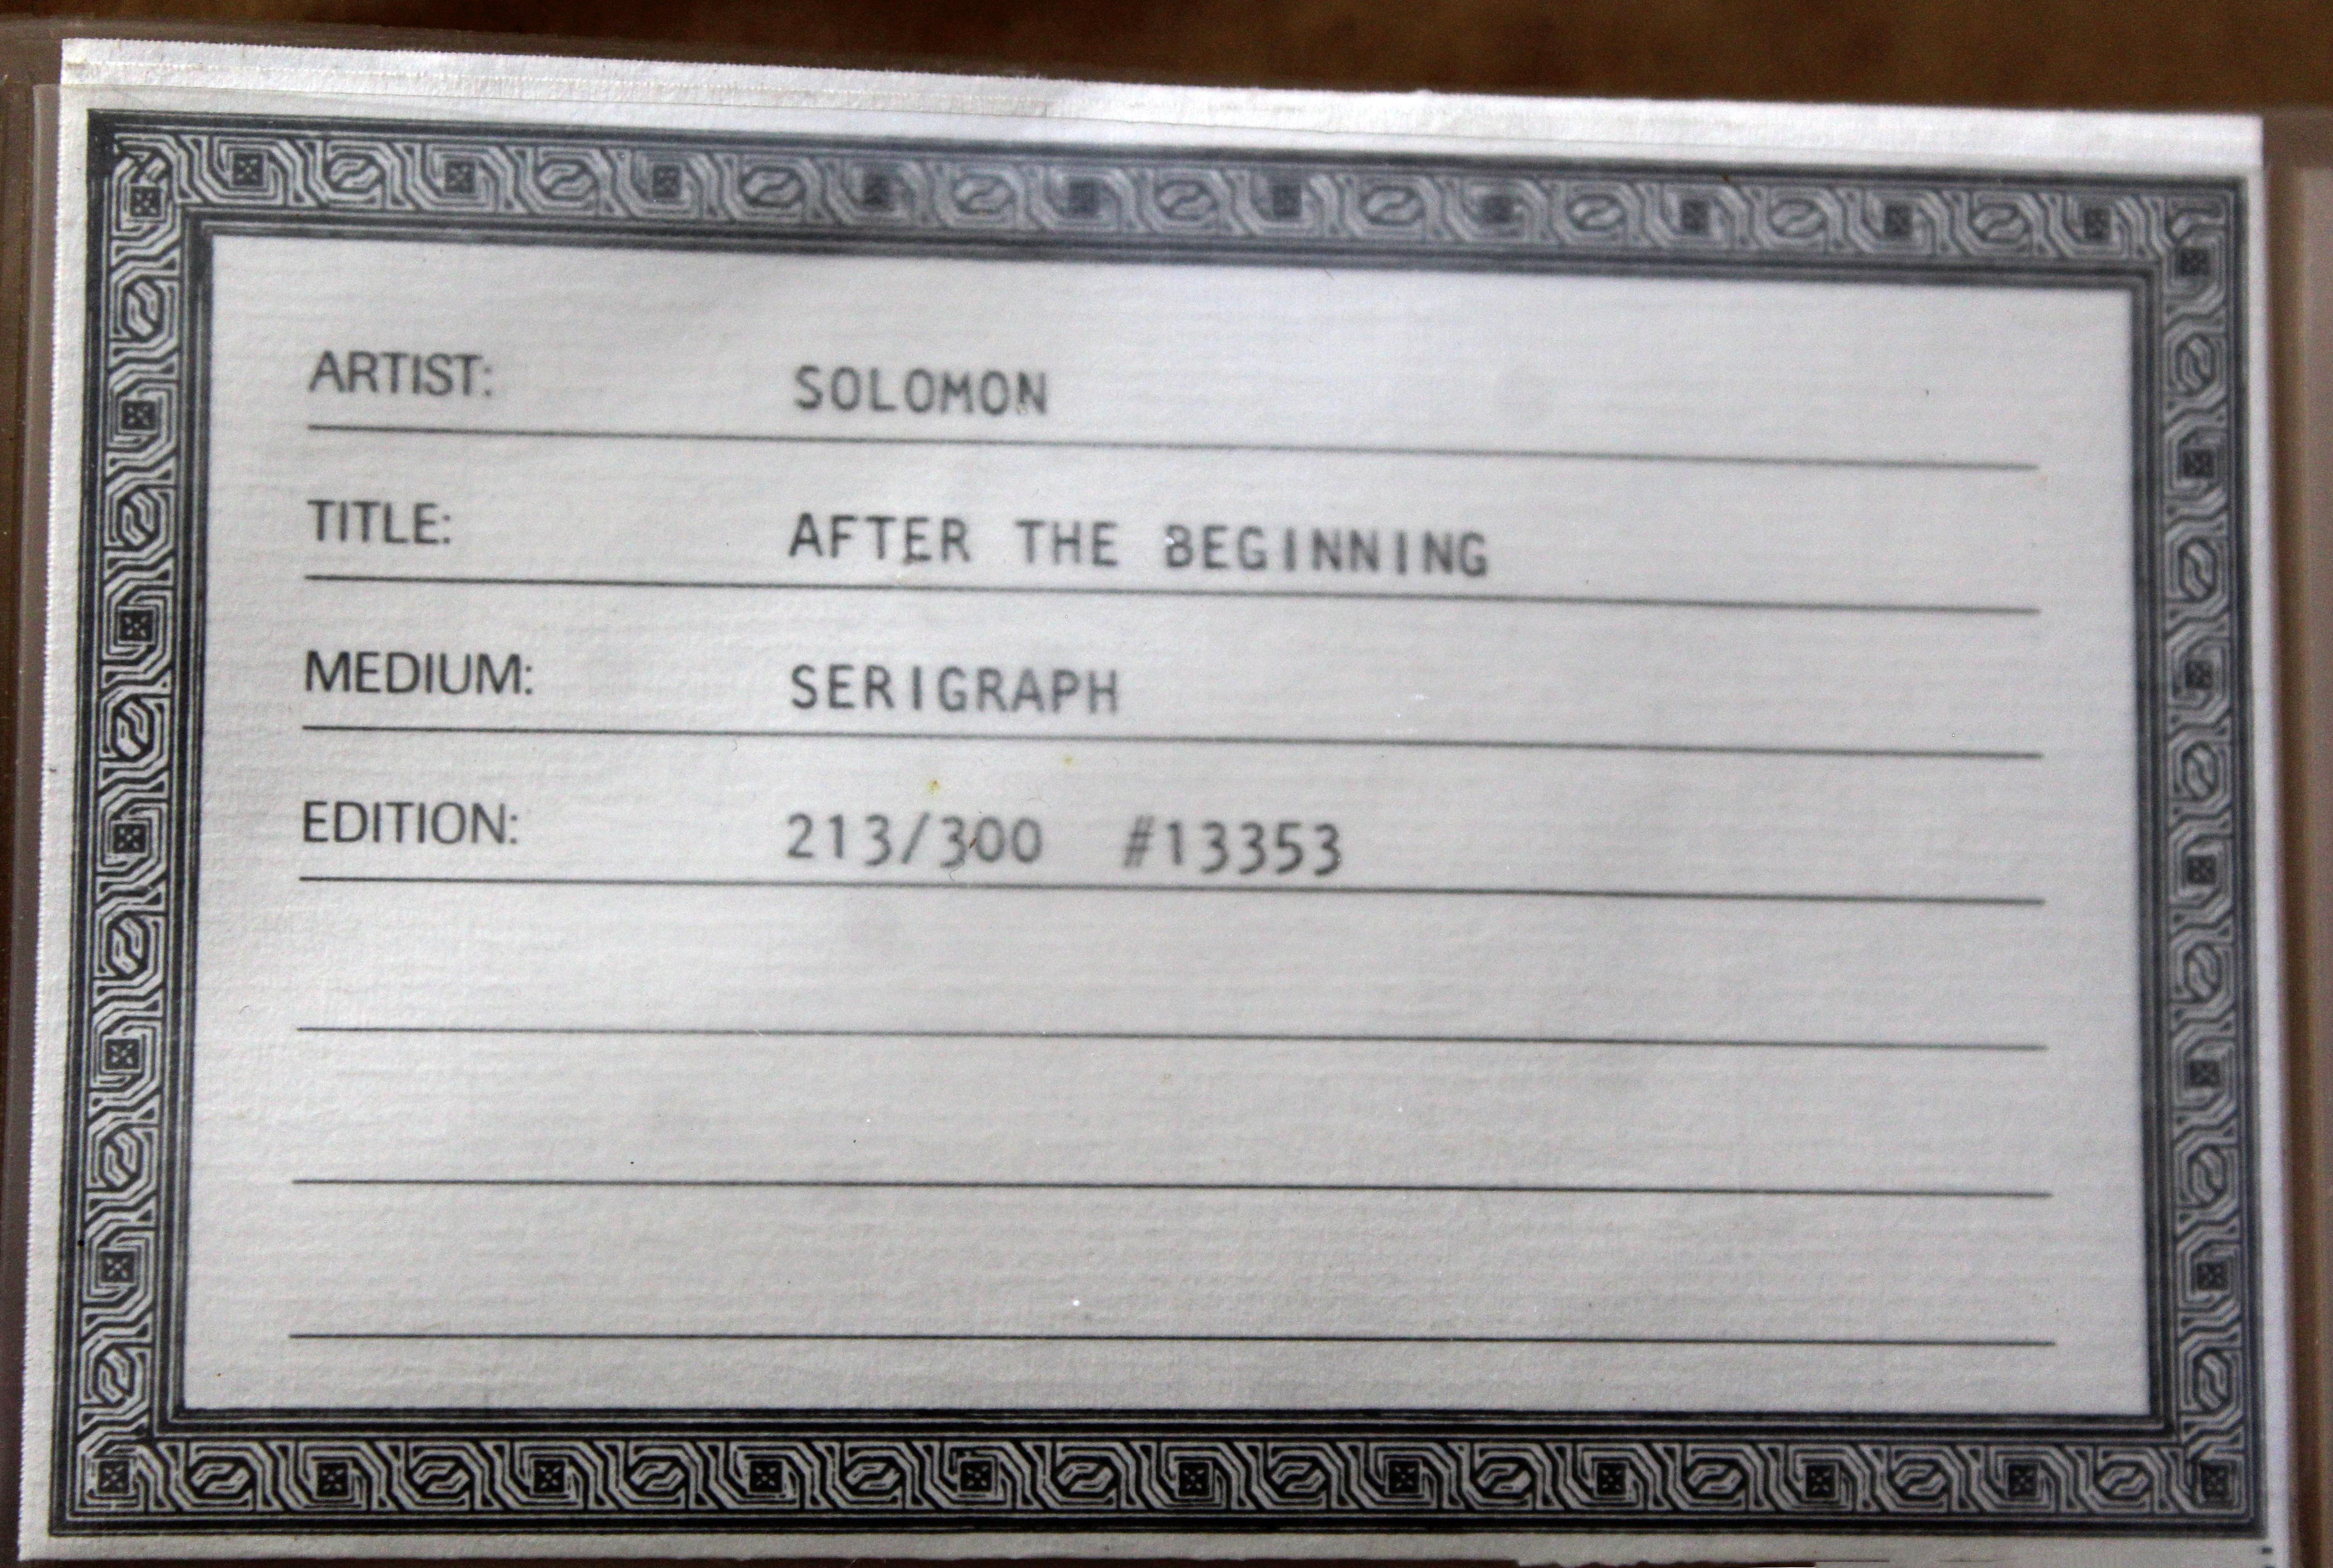 ARTIST: SOLOMON
TITLE: AFTER THE BEGINNING
MEDIUM: SERIGRAPH
EDITION: 213/300 #13353